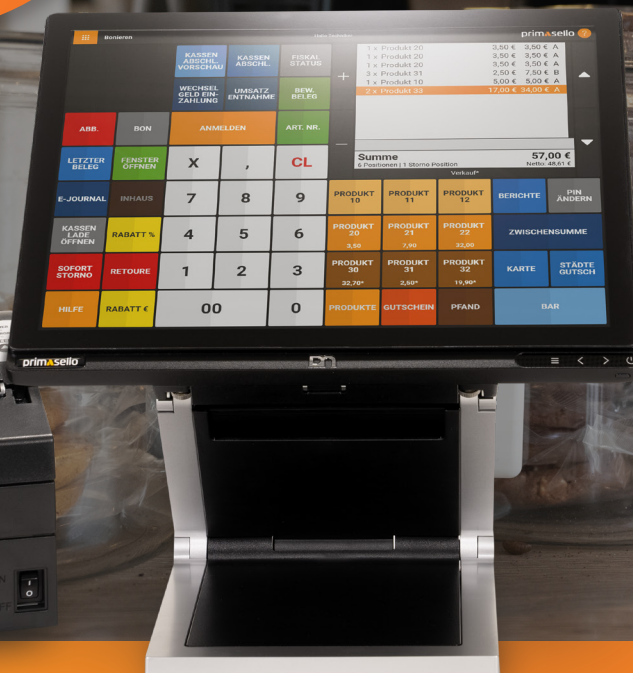 Bonieren
primasello
KASSEN ABSCHL. VORSCHAU
KASSEN ABSCHL.
FISKAL STATUS
WECHSEL GELD EIN- ZAHLUNG
UMSATZ ENTNAHME
BEW. BELEG
1 x Produkt 20 3,50 € 3,50 € A
1 x Produkt 20 3,50 € 3,50 € A
1 x Produkt 20 3,50 € 3,50 € A
3 x Produkt 31 2,50 € 7,50 € B
1 x Produkt 10 5,00 € 5,00 € A
2 x Produkt 33 17,00 € 34,00 € A
Summe 57,00 €
6 Positionen | 1 Storno Position Netto: 48,61 €
Verkauf*
ABB.
BON
ANMELDEN
ART. NR.
LETZTER BELEG
FENSTER ÖFFNEN
X
,
CL
E-JOURNAL
INHAUS
7
8
9
PRODUKT 10
PRODUKT 11
PRODUKT 12
BERICHTE
PIN ÄNDERN
KASSEN LADE ÖFFNEN
RABATT %
4
5
6
PRODUKT 20 3,50
PRODUKT 21 7,90
PRODUKT 22 32,90
ZWISCHENSUMME
SOFORT STORNO
RETOURE
1
2
3
PRODUKT 30 32,70*
PRODUKT 31 2,50*
PRODUKT 32 19,90*
KARTE
STÄDTE GUTSCH
HILFE
RABATT €
00
0
PRODUKTE
GUTSCHEIN
PFAND
BAR
primasello